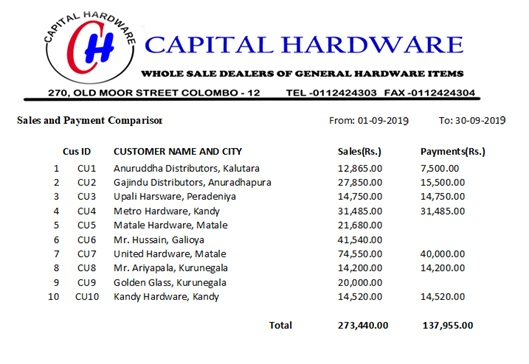 CAPITAL HARDWARE
CH
CAPITAL HARDWARE
WHOLE SALE DEALERS OF GENERAL HARDWARE ITEMS
270, OLD MOOR STREET COLOMBO - 12 TEL -0112424303 FAX -0112424304
Sales and Payment Comparison From: 01-09-2019 To: 30-09-2019
Cus ID CUSTOMER NAME AND CITY Sales(Rs.) Payments(Rs.)
1 CU1 Anuruddha Distributors, Kalutara 12,865.00 7,500.00
2 CU2 Gajindu Distributors, Anuradhapura 27,850.00 15,500.00
3 CU3 Upali Harsware, Peradeniya 14,750.00 14,750.00
4 CU4 Metro Hardware, Kandy 31,485.00 31,485.00
5 CU5 Matale Hardware, Matale 21,680.00
6 CU6 Mr. Hussain, Galioya 41,540.00
7 CU7 United Hardware, Matale 74,550.00 40,000.00
8 CU8 Mr. Ariyapala, Kurunegala 14,200.00 14,200.00
9 CU9 Golden Glass, Kurunegala 20,000.00
10 CU10 Kandy Hardware, Kandy 14,520.00 14,520.00
Total 273,440.00 137,955.00